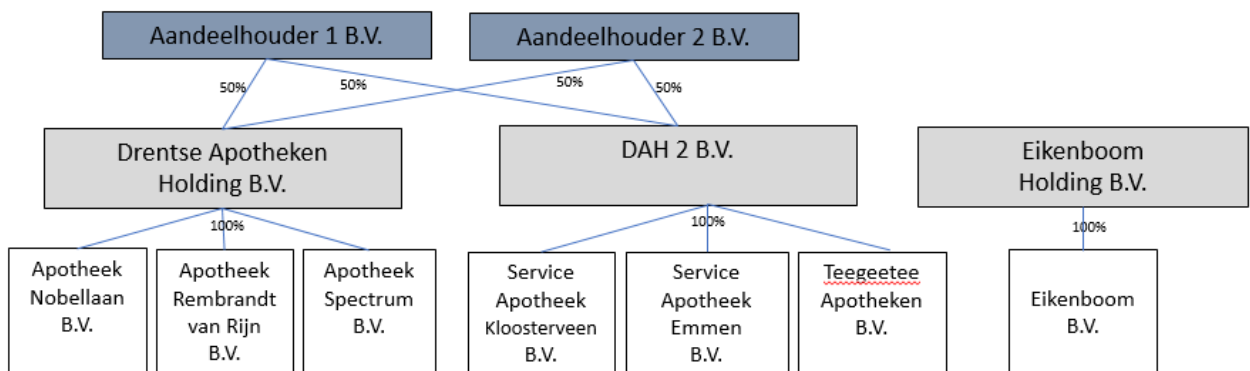 Aandeelhouder 1 B.V.
Aandeelhouder 2 B.V.
50%
50%
50%
50%
Drentse Apotheken
Holding B.V.
DAH 2 B.V.
Eikenboom
Holding B.V.
100%
100%
100%
Apotheek
Nobellaan
B.V.
Apotheek
Rembrandt
van Rijn
B.V.
Apotheek
Spectrum
B.V.
Service
Apotheek
Kloosterveen
B.V.
Service
Apotheek
Emmen
B.V.
Teegeetee
Apotheken
B.V.
Eikenboom
B.V.